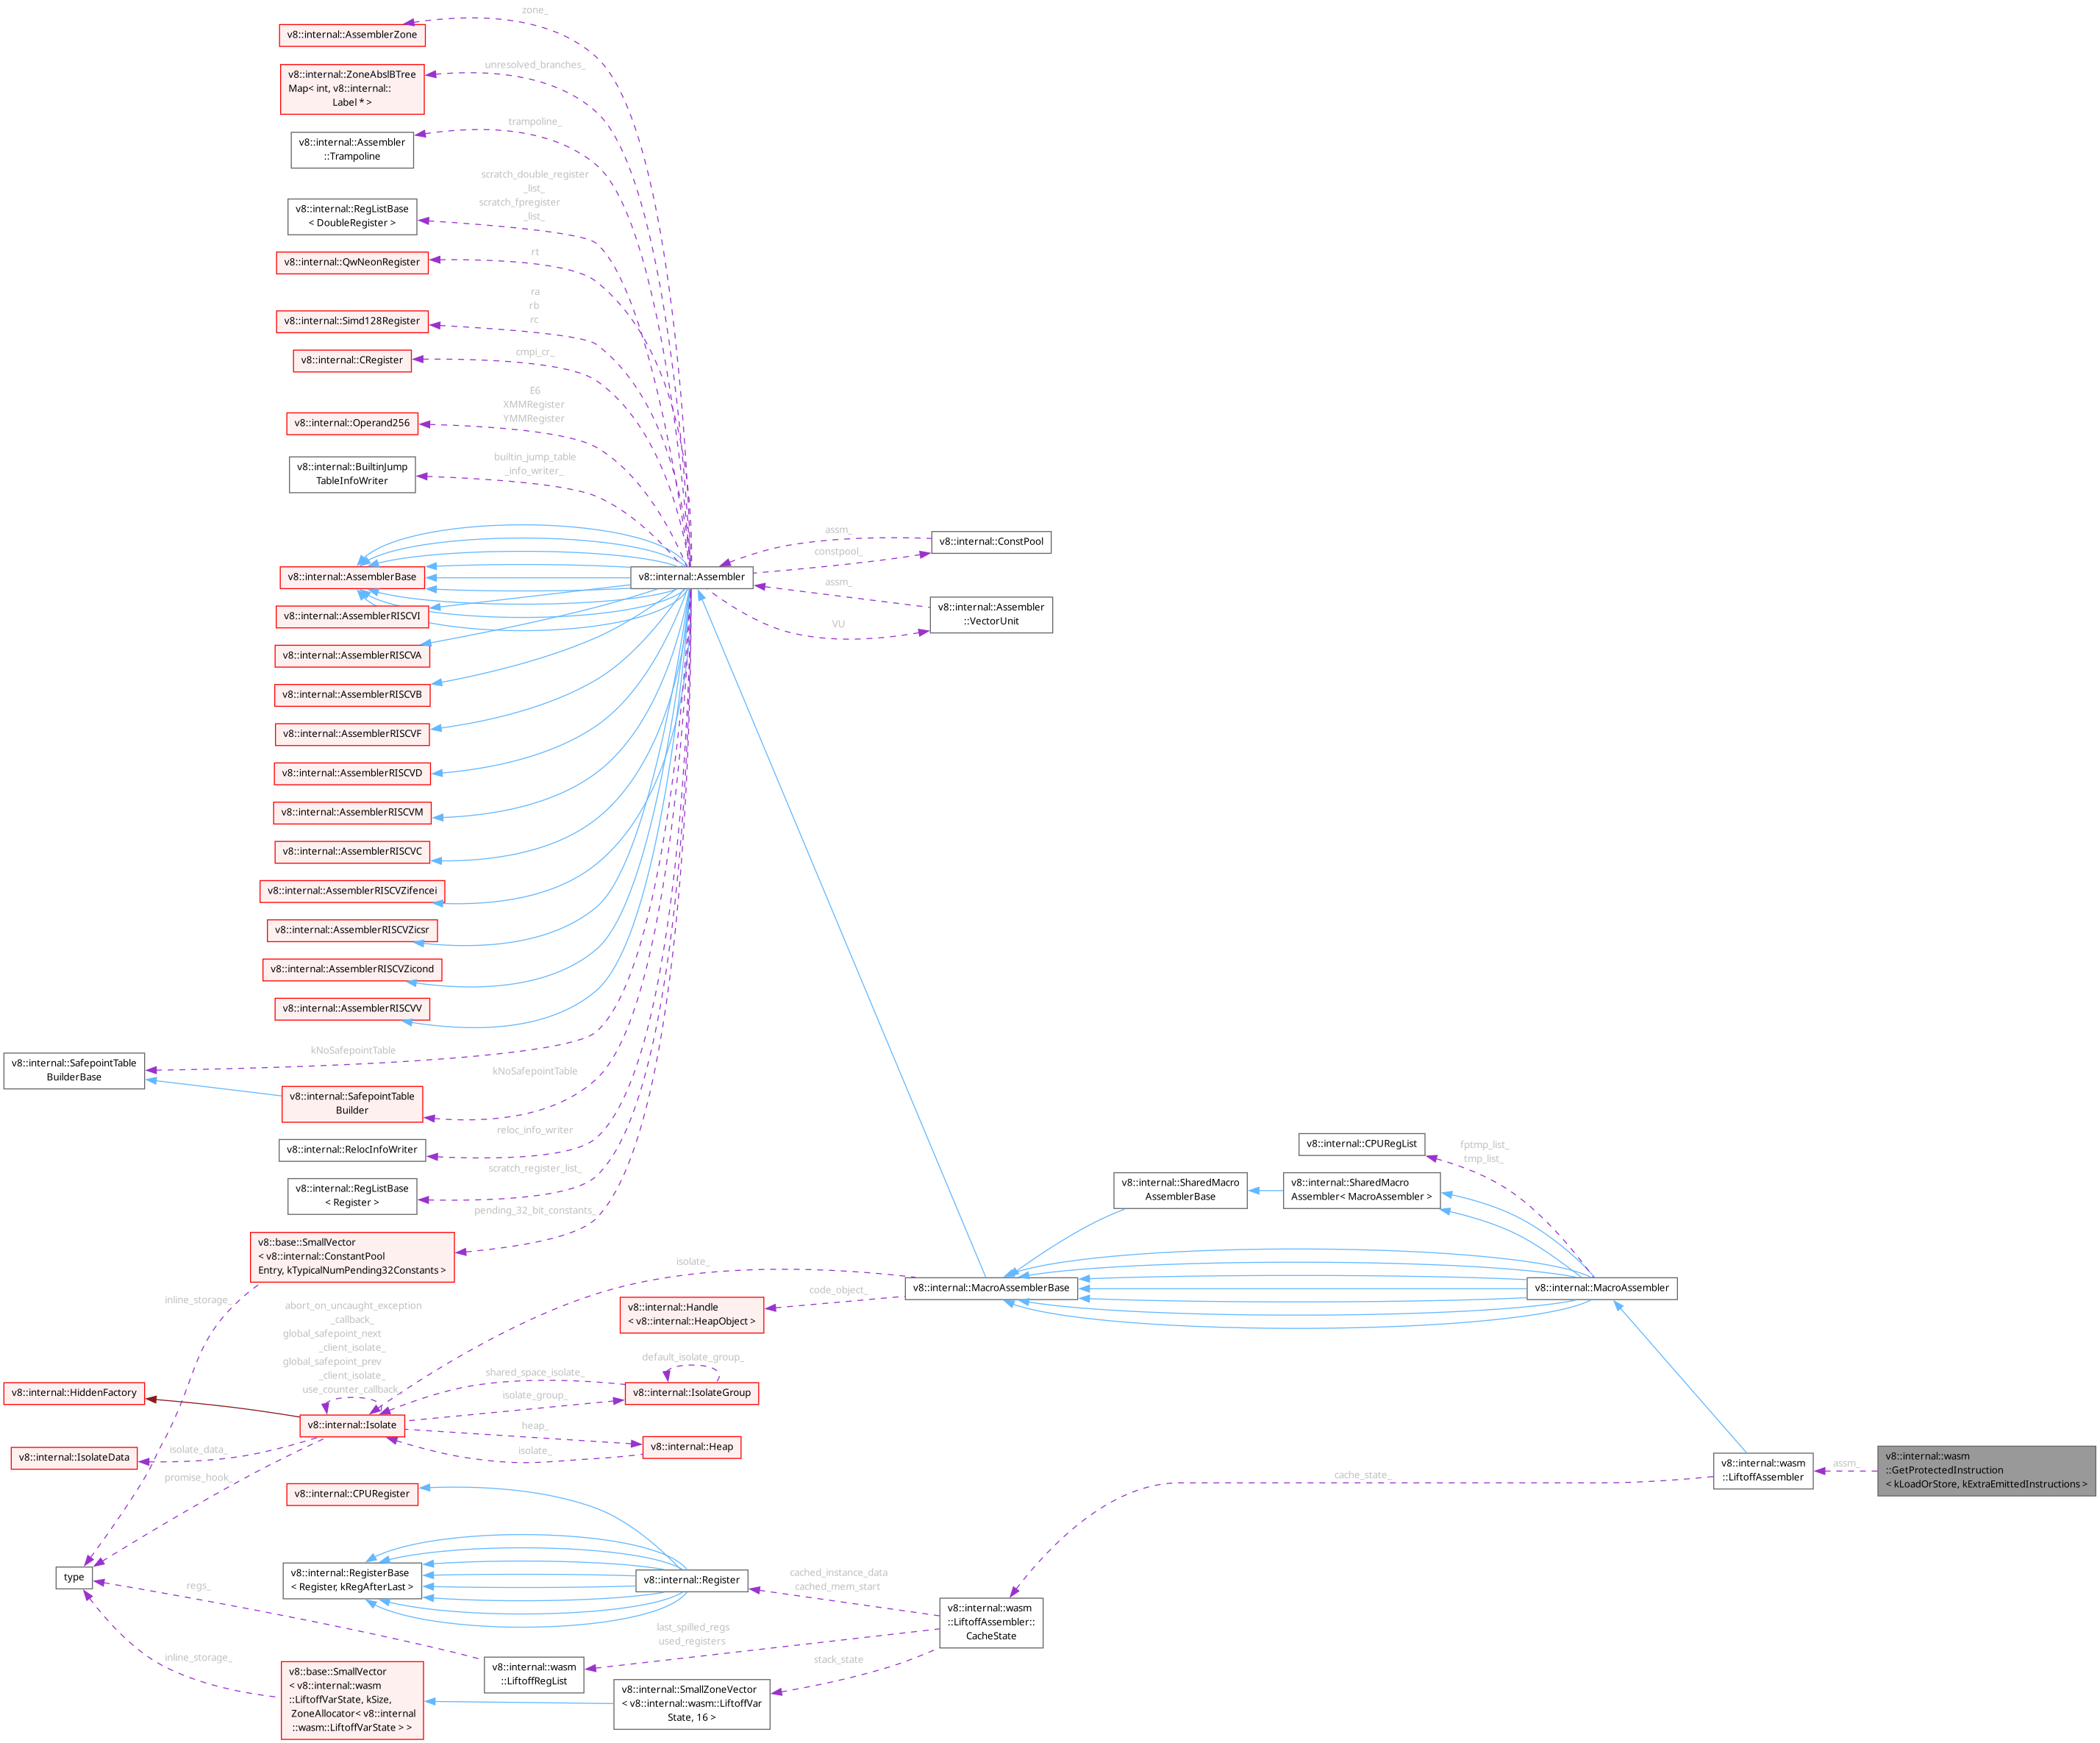 zone_
v8::internal::AssemblerZone
unresolved_branches_
v8::internal::ZoneAbslBTree
Map< int, v8::internal::
Label * >
trampoline_
v8::internal::Assembler
::Trampoline
scratch_double_register
_list_
scratch_fpregister
_list_
v8::internal::RegListBase
< DoubleRegister >
rt
v8::internal::QwNeonRegister
ra
rb
rc
v8::internal::Simd128Register
cmpi_cr_
v8::internal::CRegister
E6
XMMRegister
YMMRegister
v8::internal::Operand256
builtin_jump_table
_info_writer_
v8::internal::BuiltinJump
TableInfoWriter
v8::internal::AssemblerBase
v8::internal::Assembler
assm_
constpool_
v8::internal::ConstPool
assm_
VU
v8::internal::Assembler
::VectorUnit
v8::internal::AssemblerRISCVI
v8::internal::AssemblerRISCVA
v8::internal::AssemblerRISCVB
v8::internal::AssemblerRISCVF
v8::internal::AssemblerRISCVD
v8::internal::AssemblerRISCVM
v8::internal::AssemblerRISCVC
v8::internal::AssemblerRISCVZifencei
v8::internal::AssemblerRISCVZicsr
v8::internal::AssemblerRISCVZicond
v8::internal::AssemblerRISCVV
kNoSafepointTable
v8::internal::SafepointTable
BuilderBase
kNoSafepointTable
v8::internal::SafepointTable
Builder
reloc_info_writer
v8::internal::RelocInfoWriter
scratch_register_list_
v8::internal::RegListBase
< Register >
pending_32_bit_constants_
v8::base::SmallVector
< v8::internal::ConstantPool
Entry, kTypicalNumPending32Constants >
v8::internal::CPURegList
fptmp_list_
tmp_list_
v8::internal::SharedMacro
AssemblerBase
v8::internal::SharedMacro
Assembler< MacroAssembler >
isolate_
v8::internal::MacroAssemblerBase
v8::internal::MacroAssembler
code_object_
v8::internal::Handle
< v8::internal::HeapObject >
inline_storage_
abort_on_uncaught_exception
_callback_
global_safepoint_next
_client_isolate_
global_safepoint_prev
_client_isolate_
use_counter_callback_
default_isolate_group_
shared_space_isolate_
isolate_group_
v8::internal::IsolateGroup
v8::internal::HiddenFactory
v8::internal::Isolate
heap_
isolate_
v8::internal::Heap
isolate_data_
v8::internal::IsolateData
promise_hook_
v8::internal::wasm
::LiftoffAssembler
assm_
v8::internal::wasm
::GetProtectedInstruction
< kLoadOrStore, kExtraEmittedInstructions >
cache_state_
v8::internal::CPURegister
type
v8::internal::RegisterBase
< Register, kRegAfterLast >
v8::internal::Register
cached_instance_data
cached_mem_start
regs_
v8::internal::wasm
::LiftoffAssembler::
CacheState
last_spilled_regs
used_registers
v8::internal::wasm
::LiftoffRegList
stack_state
inline_storage_
v8::base::SmallVector
< v8::internal::wasm
::LiftoffVarState, kSize,
ZoneAllocator< v8::internal
::wasm::LiftoffVarState > >
v8::internal::SmallZoneVector
< v8::internal::wasm::LiftoffVar
State, 16 >